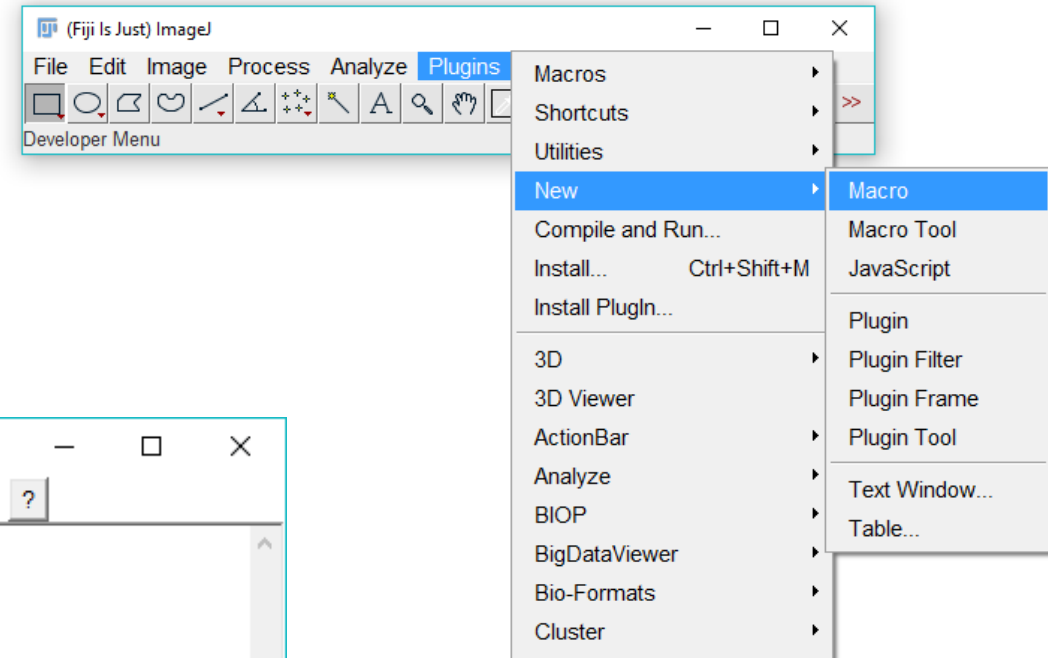 (Fiji Is Just) ImageJ
File Edit Image Process Analyze Plugins
A >>
Developer Menu
Macros
Shortcuts
Utilities
New
Compile and Run...
Install... Ctrl+Shift+M
Install PlugIn...
3D
3D Viewer
ActionBar
Analyze
BIOP
BigDataViewer
Bio-Formats
Cluster
Macro
Macro Tool
JavaScript
Plugin
Plugin Filter
Plugin Frame
Plugin Tool
Text Window...
Table...
?